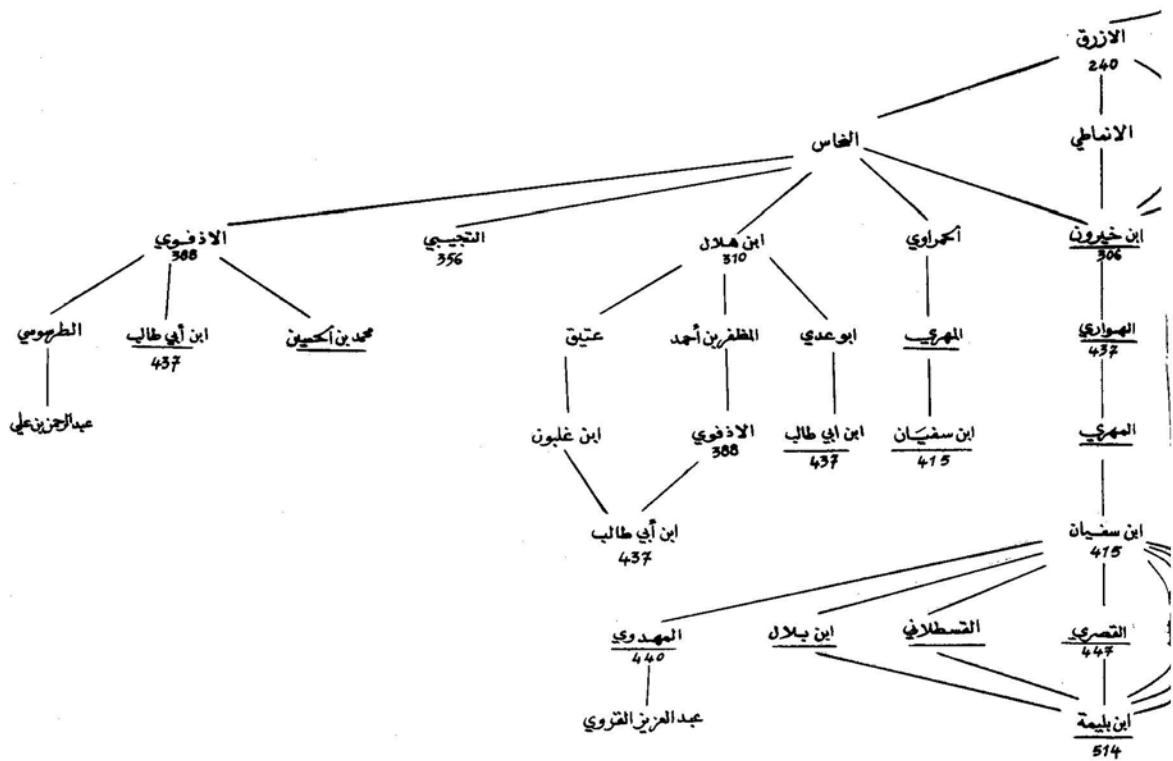 الازرق
240
الانماطي
النحاس
ابن خيرون
306
الحمراوي
ابن هلال
310
التجيبي
356
الاذفوي
388
الهواري
437
المهري
ابو عدي
المظفر بن أحمد
عتيق
محمد بن الحسين
ابن أبي طالب
437
الطرسوسي
المهري
ابن سفيان
415
ابن ابي طالب
437
الاذفوي
388
ابن غلبون
عبد الرحمن بن علي
ابن سفيان
415
ابن أبي طالب
437
القصري
447
القسطلاني
ابن بلال
المهدوي
440
ابن بليمة
514
عبد العزيز القروي